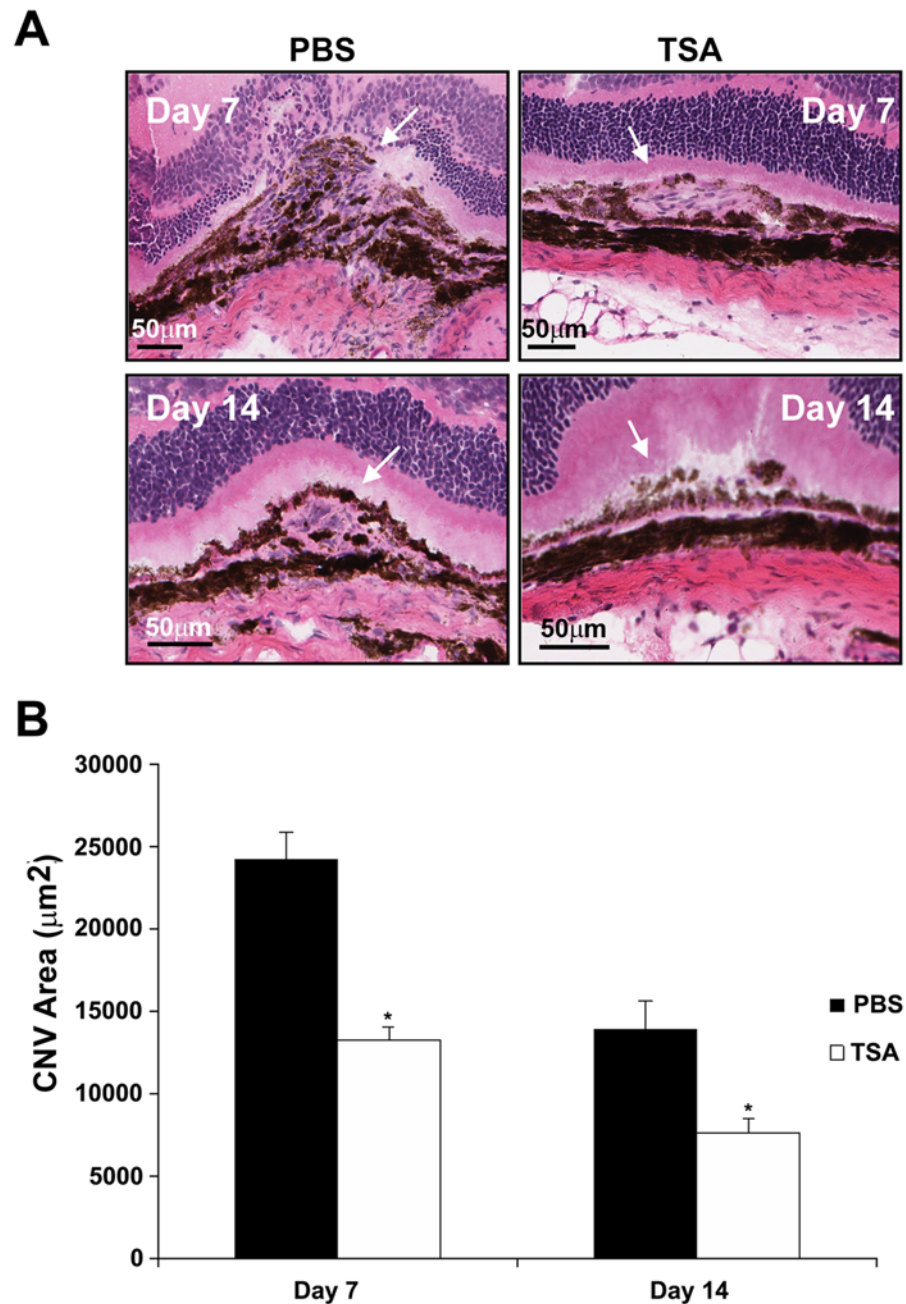 A
PBS
TSA
Day 7
Day 7
50μm
50μm
Day 14
Day 14
50μm
50μm
B
CNV Area (μm²)
30000
25000
20000
15000
10000
5000
0
*
*
PBS
TSA
Day 7
Day 14